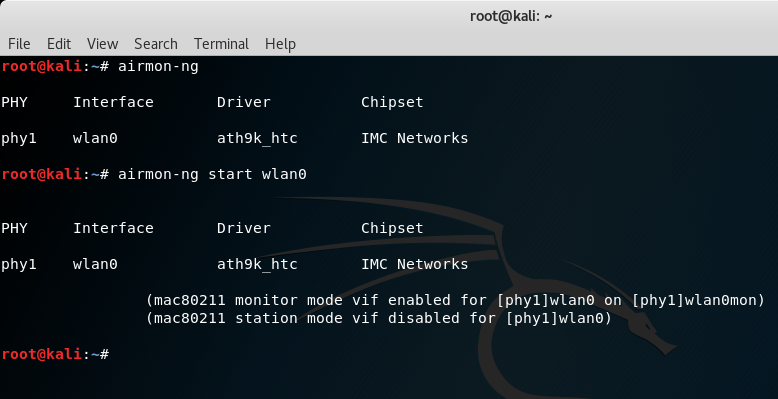 root@kali: ~
File Edit View Search Terminal Help
root@kali:~# airmon-ng
PHY Interface Driver Chipset
phy1 wlan0 ath9k_htc IMC Networks
root@kali:~# airmon-ng start wlan0
PHY Interface Driver Chipset
phy1 wlan0 ath9k_htc IMC Networks
(mac80211 monitor mode vif enabled for [phy1]wlan0 on [phy1]wlan0mon)
(mac80211 station mode vif disabled for [phy1]wlan0)
root@kali:~#